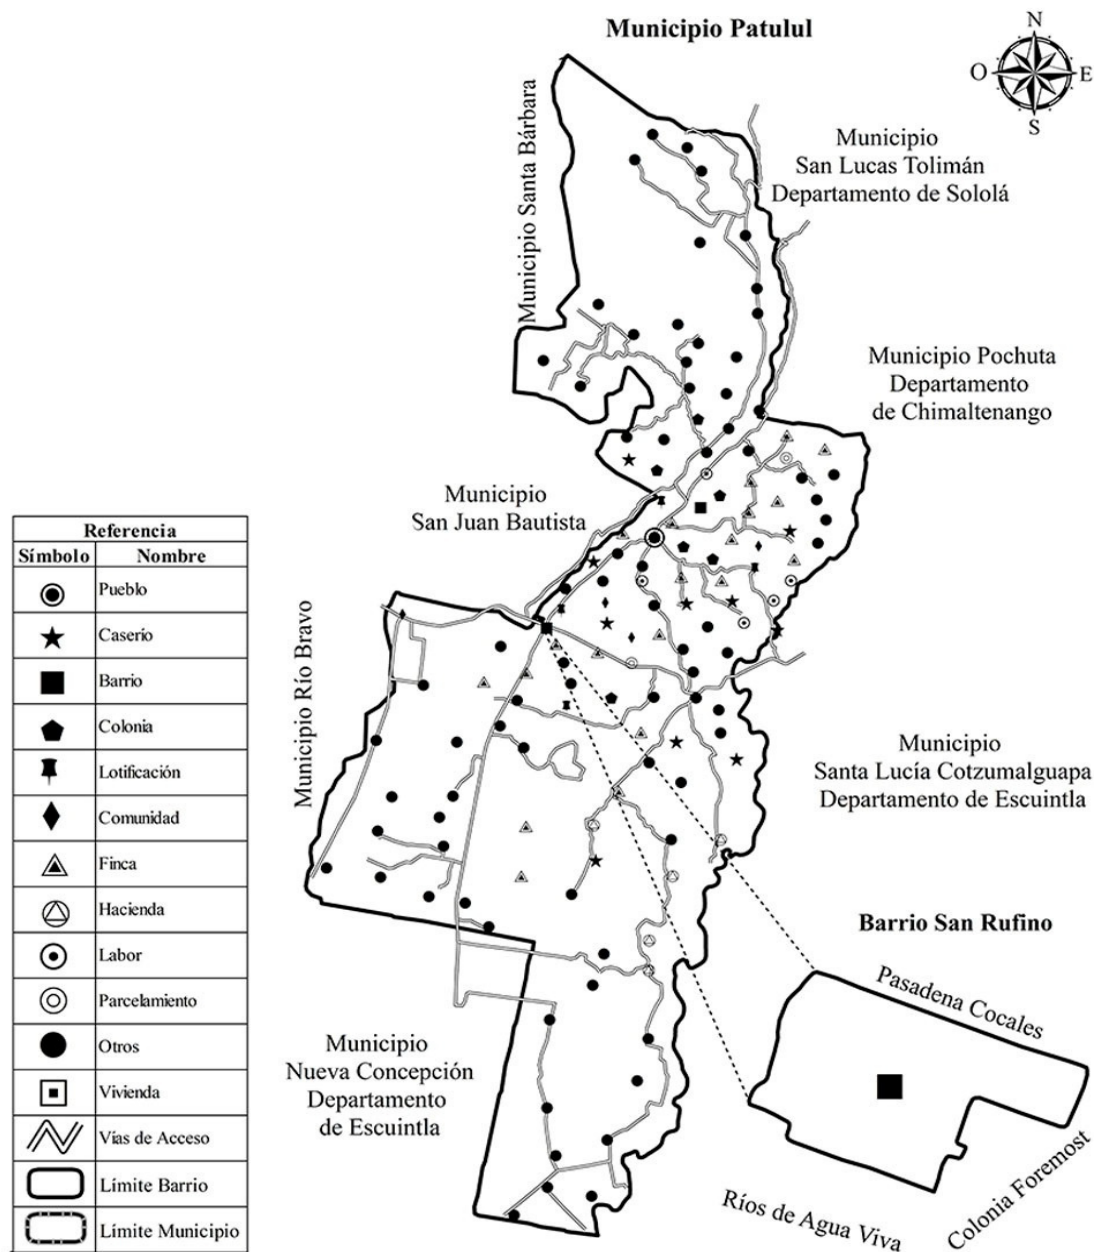 Municipio Patulul
N
O
E
S
Municipio Santa Bárbara
Municipio
San Lucas Tolimán
Departamento de Sololá
Municipio Pochuta
Departamento
de Chimaltenango
Municipio
San Juan Bautista
Municipio Río Bravo
Municipio
Santa Lucía Cotzumalguapa
Departamento de Escuintla
Referencia
Símbolo Nombre
Pueblo
Caserío
Barrio
Colonia
Lotificación
Comunidad
Finca
Hacienda
Labor
Parcelamiento
Otros
Vivienda
Vías de Acceso
Límite Barrio
Límite Municipio
Municipio
Nueva Concepción
Departamento
de Escuintla
Barrio San Rufino
Pasadena Cocales
Colonia Foremost
Ríos de Agua Viva